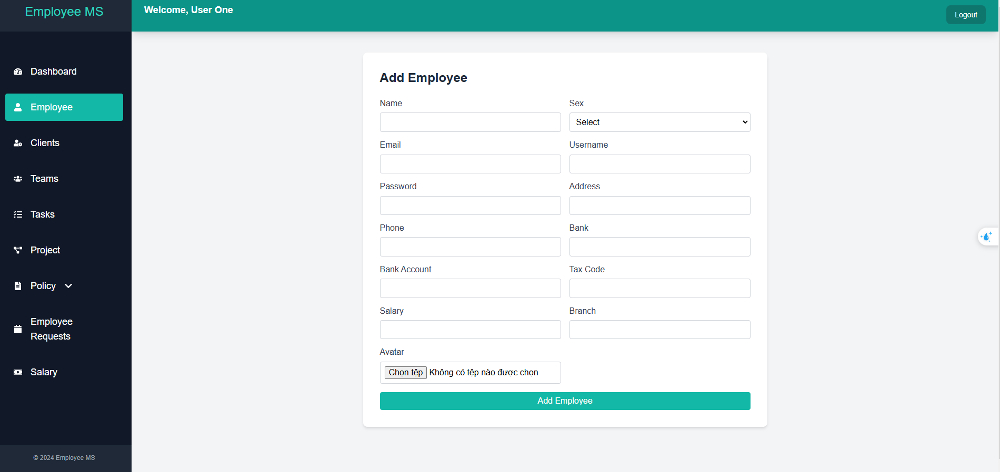 Employee MS
Welcome, User One
Logout
Dashboard
Employee
Clients
Teams
Tasks
Project
Policy
Employee
Requests
Salary
© 2024 Employee MS
Add Employee
Name
Sex
Select
Email
Username
Password
Address
Phone
Bank
Bank Account
Tax Code
Salary
Branch
Avatar
Chọn tệp Không có tệp nào được chọn
Add Employee